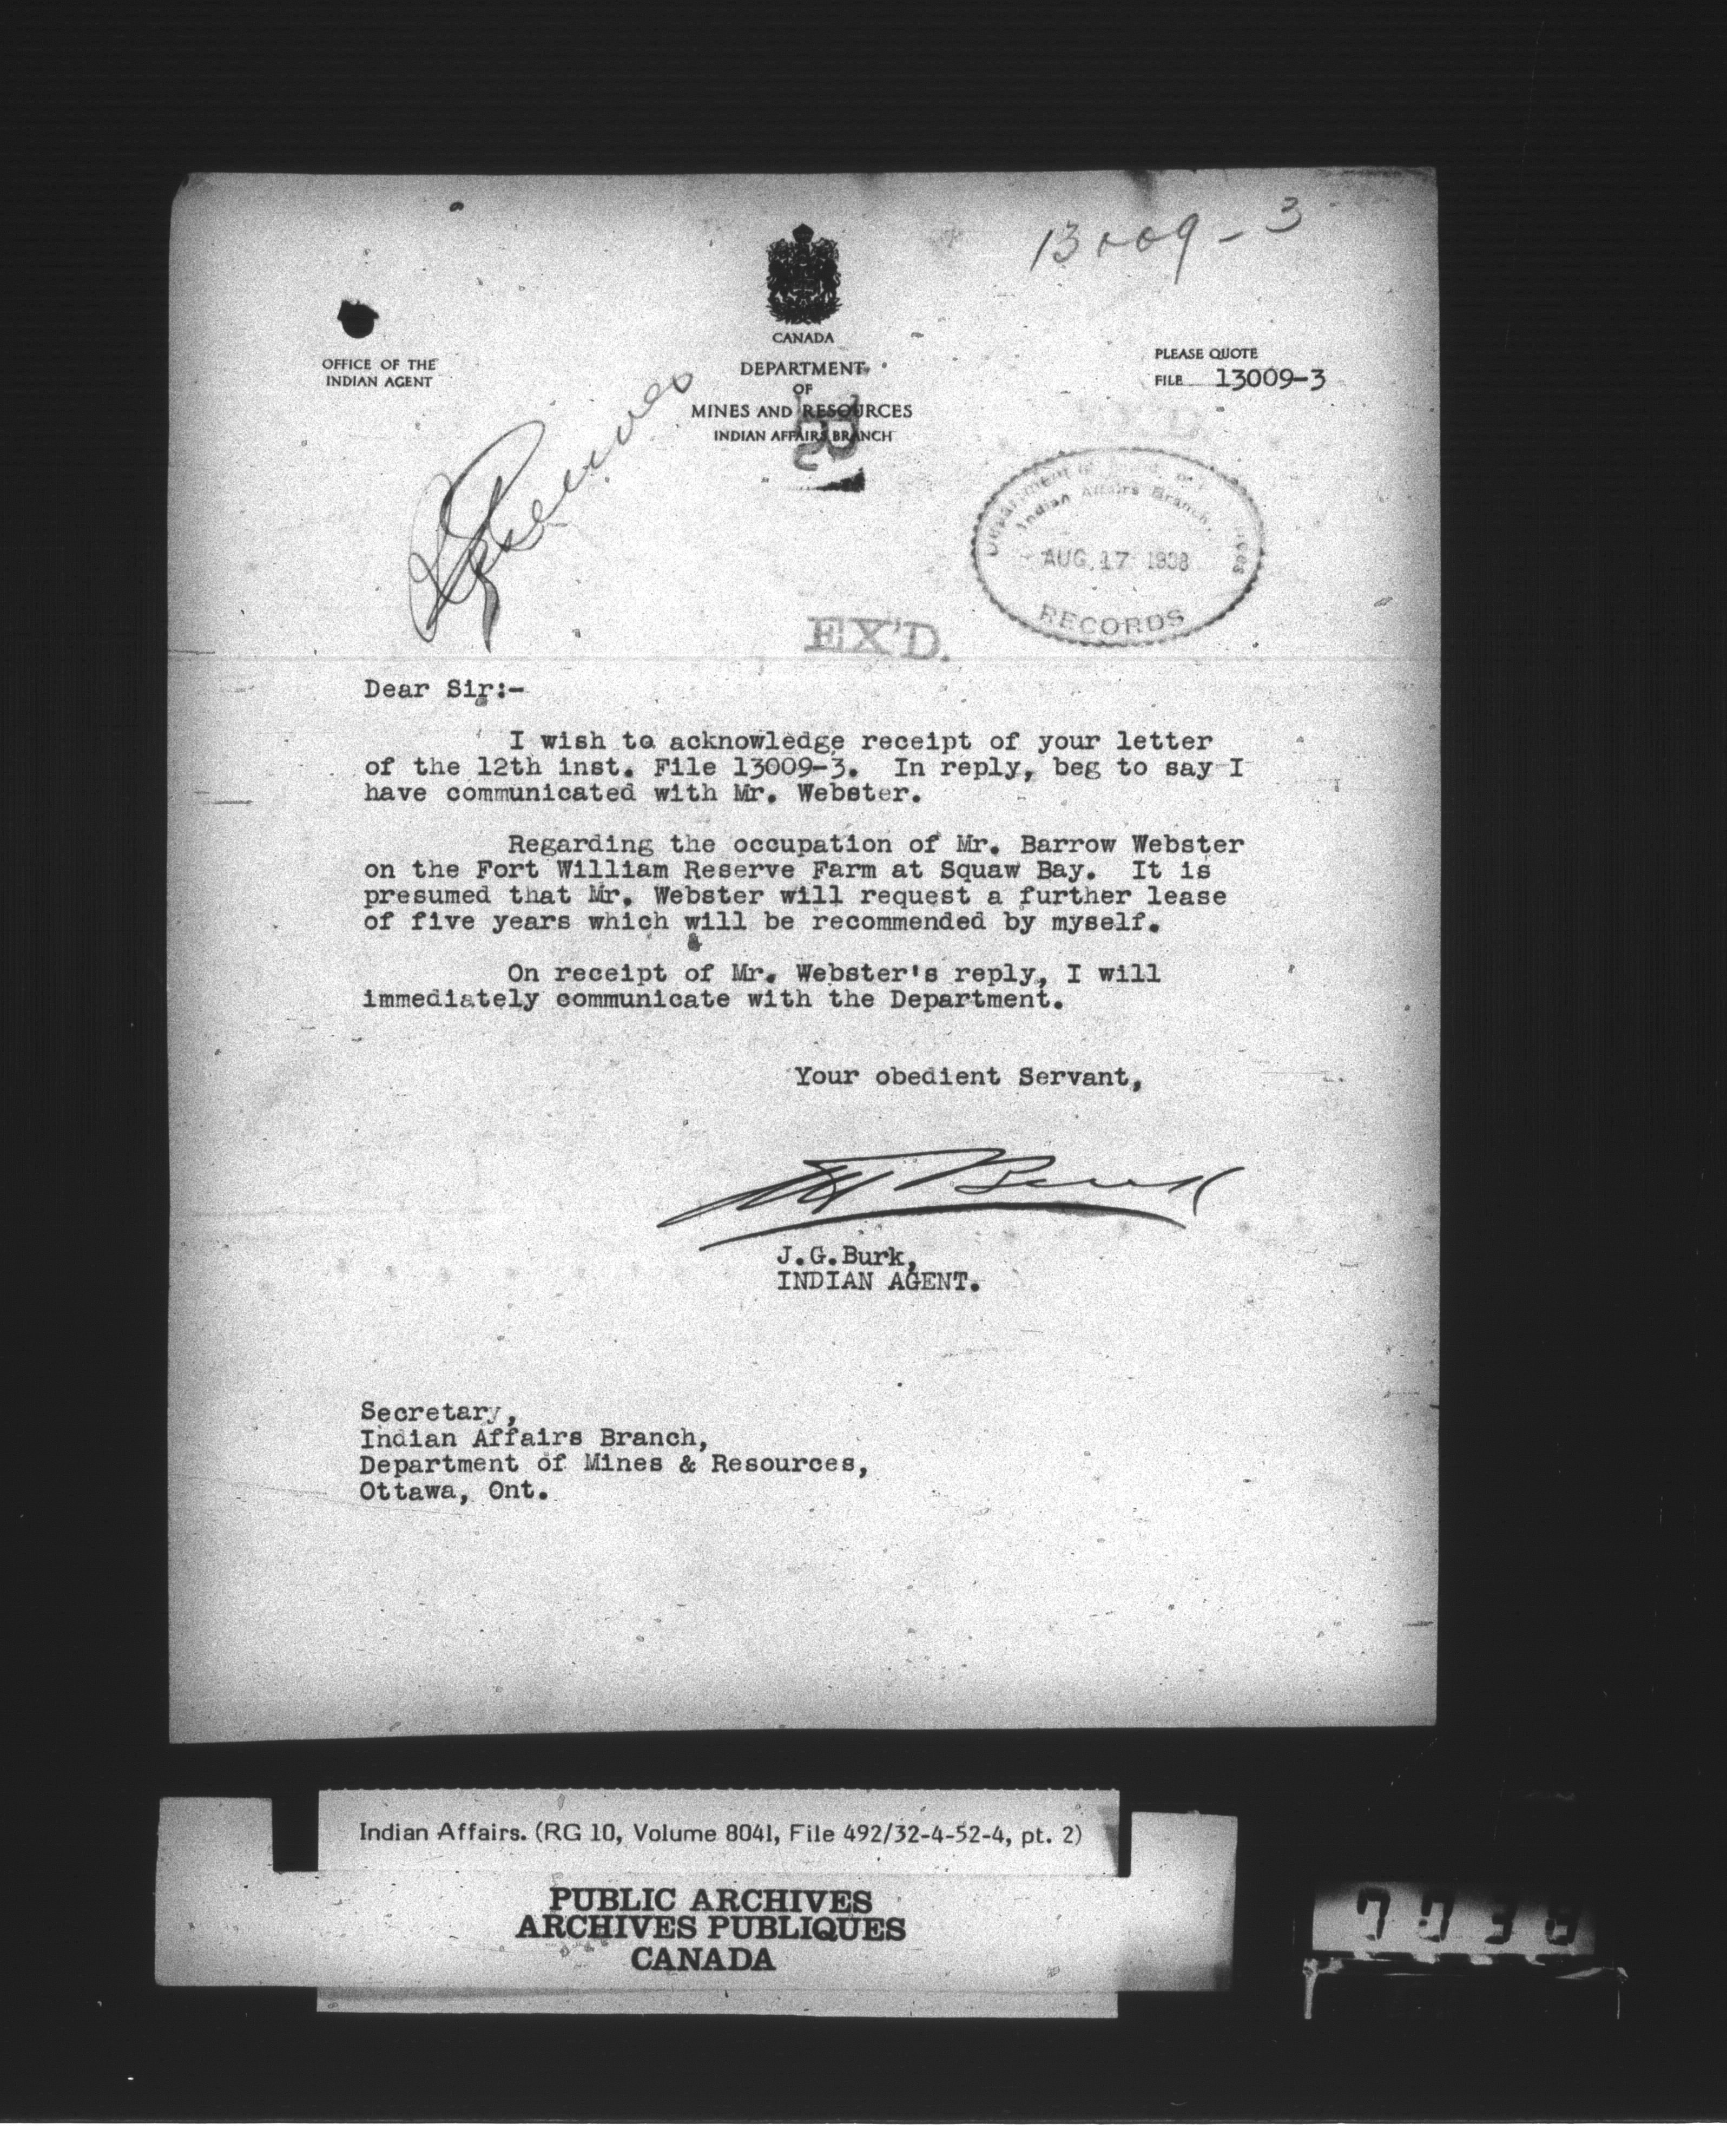 13009-3
CANADA
OFFICE OF THE
INDIAN AGENT
DEPARTMENT
OF
MINES AND RESOURCES
INDIAN AFFAIRS BRANCH
PLEASE QUOTE
FILE 13009-3
Reserves
Indian Affairs Branch,
AUG. 17 1938
RECORDS
EX'D.
Dear Sir:-
I wish to acknowledge receipt of your letter
of the 12th inst. File 13009-3. In reply, beg to say I
have communicated with Mr. Webster.
Regarding the occupation of Mr. Barrow Webster
on the Fort William Reserve Farm at Squaw Bay. It is
presumed that Mr. Webster will request a further lease
of five years which will be recommended by myself.
On receipt of Mr. Webster's reply, I will
immediately communicate with the Department.
Your obedient Servant,
J.G.Burk,
INDIAN AGENT.
Secretary,
Indian Affairs Branch,
Department of Mines & Resources,
Ottawa, Ont.
Indian Affairs. (RG 10, Volume 8041, File 492/32-4-52-4, pt. 2)
PUBLIC ARCHIVES
ARCHIVES PUBLIQUES
CANADA